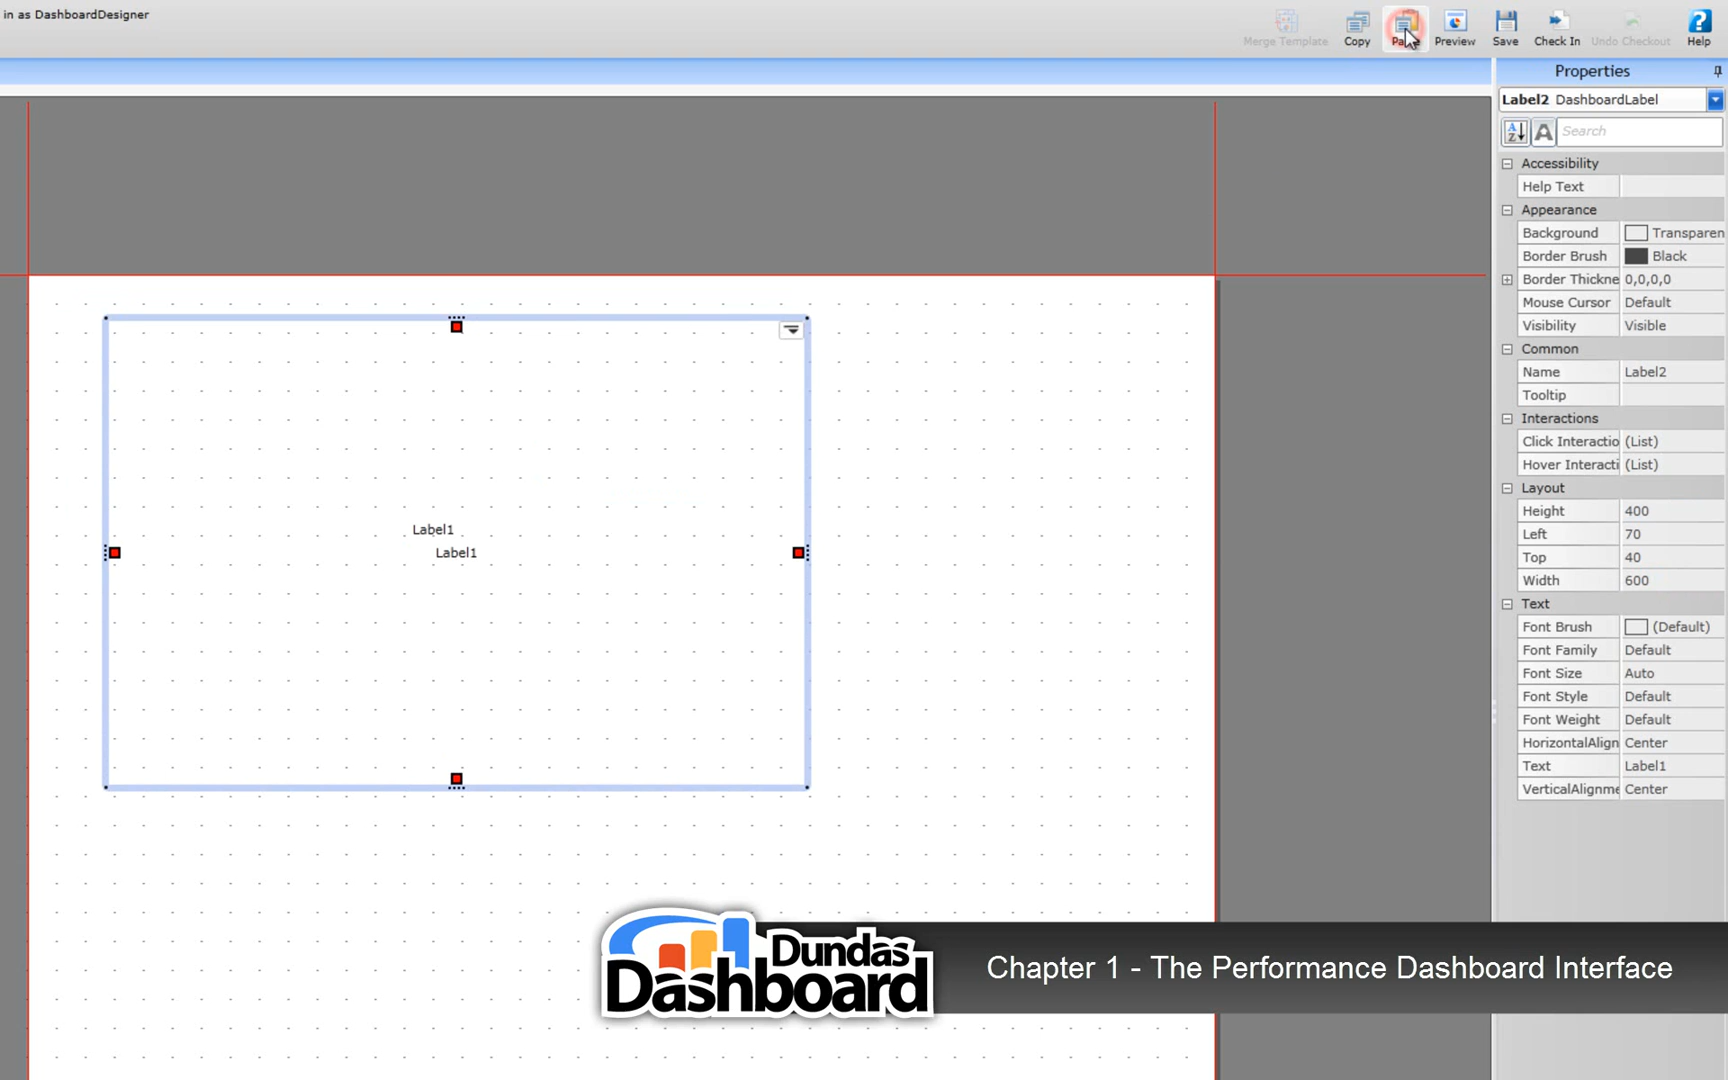 in as DashboardDesigner
Merge Template
Copy
Preview
Save
Check In
Undo Checkout
Help
Properties
Label2 DashboardLabel
Search
Accessibility
Help Text
Appearance
Background Transparen
Border Brush Black
Border Thickne 0,0,0,0
Mouse Cursor Default
Visibility Visible
Common
Name Label2
Tooltip
Interactions
Click Interactio (List)
Hover Interacti (List)
Layout
Height 400
Left 70
Top 40
Width 600
Text
Font Brush (Default)
Font Family Default
Font Size Auto
Font Style Default
Font Weight Default
HorizontalAlign Center
Text Label1
VerticalAlignme Center
Label1
Label1
Dundas
Dashboard
Chapter 1 - The Performance Dashboard Interface